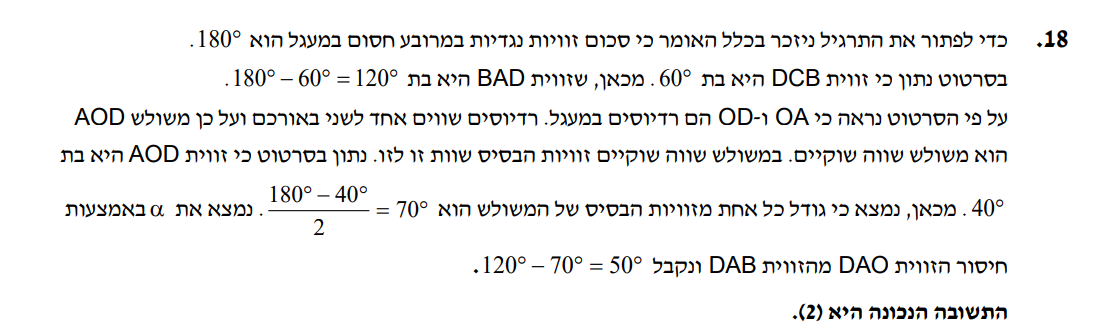 18. כדי לפתור את התרגיל ניזכר בכלל האומר כי סכום זוויות נגדיות במרובע חסום במעגל הוא 180°.
בסרטוט נתון כי זווית DCB היא בת 60°. מכאן, שזווית BAD היא בת 180° – 60° = 120°.
על פי הסרטוט נראה כי OA ו-OD הם רדיוסים במעגל. רדיוסים שווים אחד לשני באורכם ועל כן משולש AOD
הוא משולש שווה שוקיים. במשולש שווה שוקיים זוויות הבסיס שוות זו לזו. נתון בסרטוט כי זווית AOD היא בת
40°. מכאן, נמצא כי גודל כל אחת מזוויות הבסיס של המשולש הוא (180° – 40°)/2 = 70°. נמצא את α באמצעות
חיסור הזווית DAO מהזווית DAB ונקבל 120° – 70° = 50°.
התשובה הנכונה היא (2).